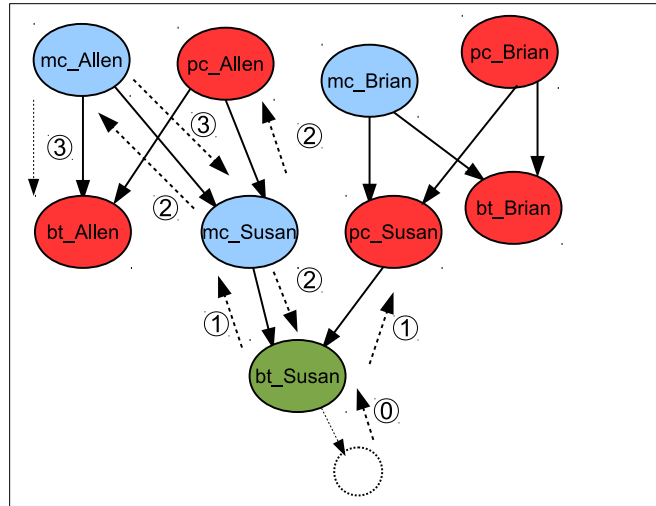 mc_Allen
pc_Allen
mc_Brian
pc_Brian
③
③
②
②
bt_Allen
mc_Susan
pc_Susan
bt_Brian
②
①
①
bt_Susan
⓪